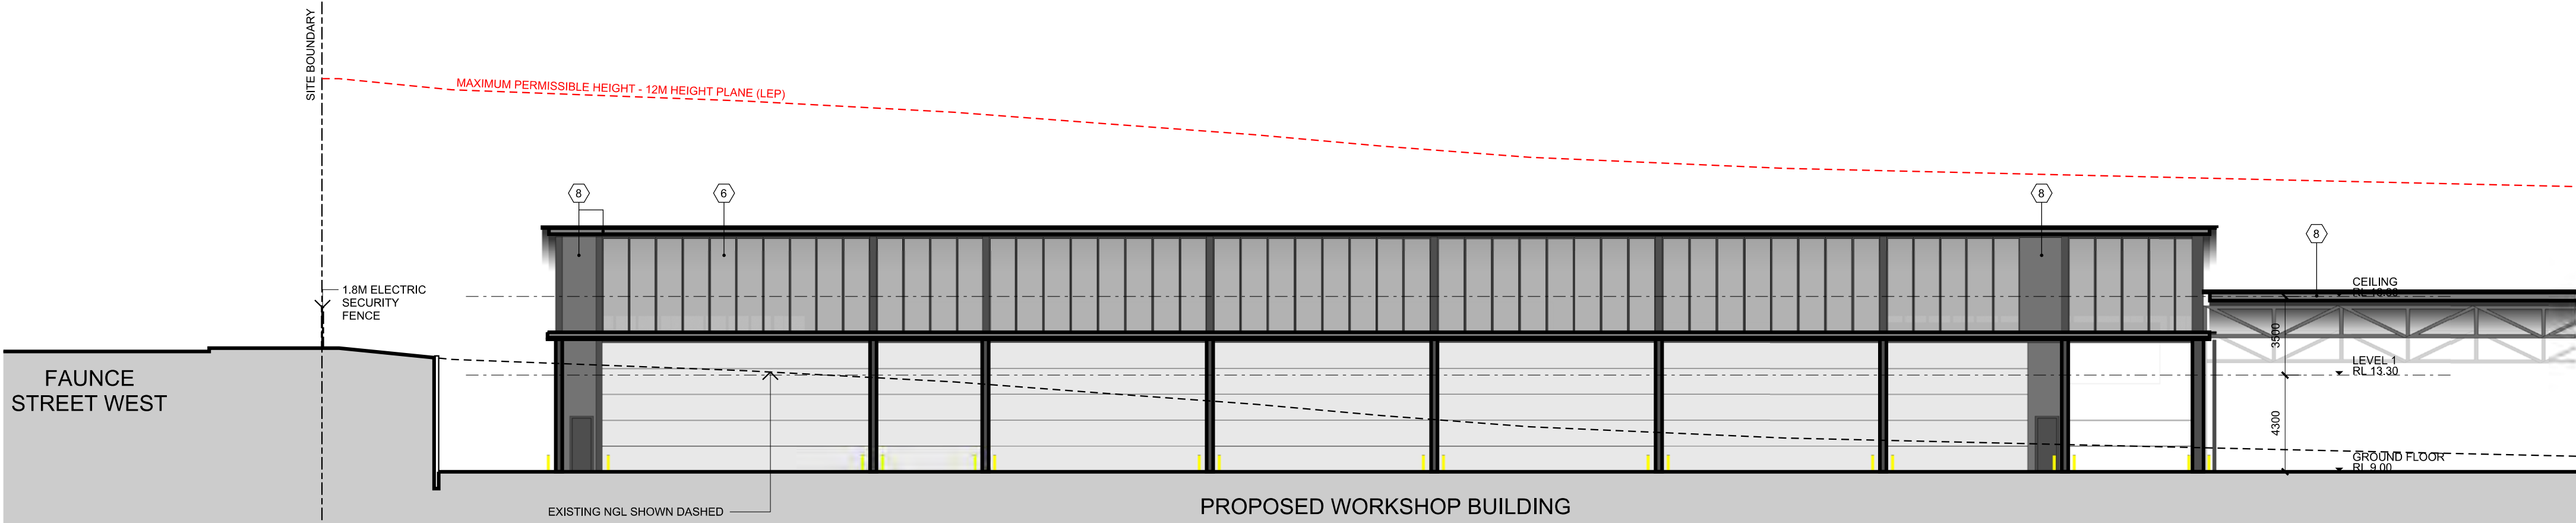 SITE BOUNDARY
MAXIMUM PERMISSIBLE HEIGHT - 12M HEIGHT PLANE (LEP)
8
6
8
8
1.8M ELECTRIC
SECURITY
FENCE
CEILING
3500
LEVEL 1
RL 13.30
FAUNCE
STREET WEST
4300
GROUND FLOOR
RL 9.00
EXISTING NGL SHOWN DASHED
PROPOSED WORKSHOP BUILDING